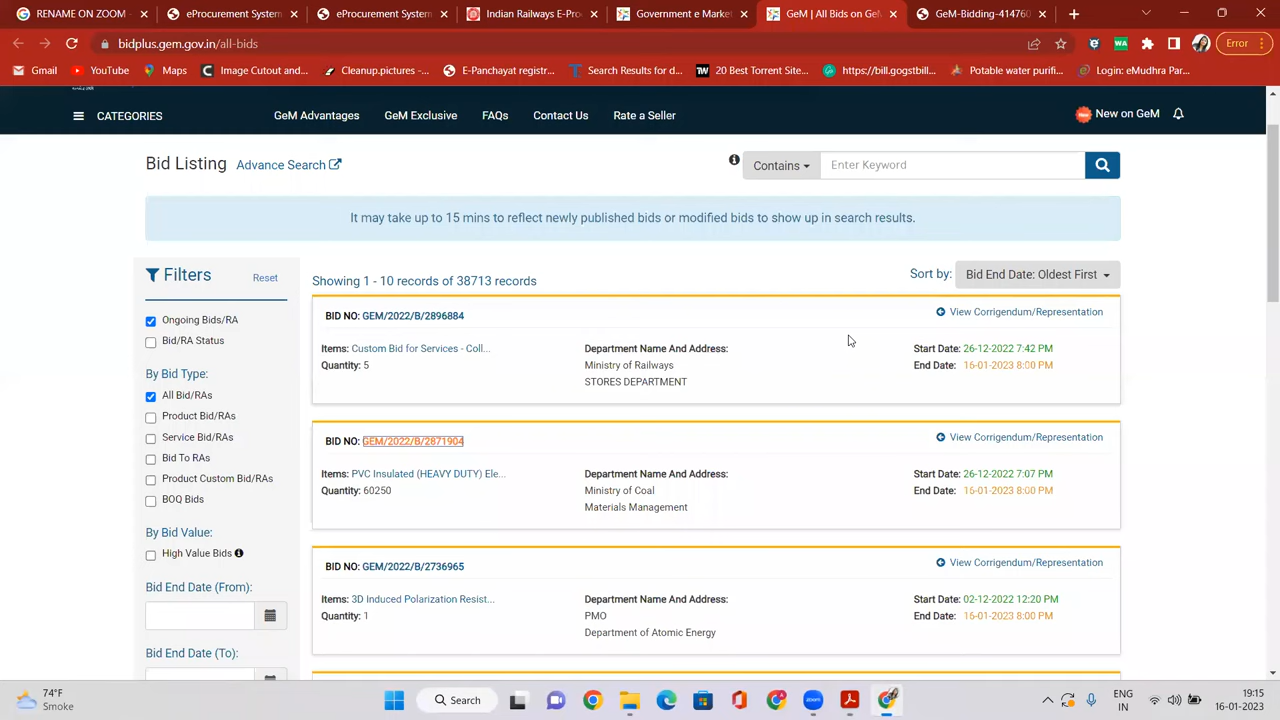 RENAME ON ONLINE
eProcurement System
eProcurement System
Indian Railways E-Proc
Government e Market
GeM | All Bids on GeM
GeM-Bidding-414760
bidplus.gem.gov.in/all-bids
Error
Gmail
YouTube
Maps
Image Cutout and...
Cleanup.pictures -...
E-Panchayat registr...
Search Results for d...
20 Best Torrent Site...
https://bill.gogstbill...
Potable water purifi...
Login: eMudhra Par...
CATEGORIES
GeM Advantages
GeM Exclusive
FAQs
Contact Us
Rate a Seller
New on GeM
Bid Listing
Advance Search
Contains
Enter Keyword
It may take up to 15 mins to reflect newly published bids or modified bids to show up in search results.
Filters
Reset
Showing 1 - 10 records of 38713 records
Sort by:
Bid End Date: Oldest First
Ongoing Bids/RA
Bid/RA Status
By Bid Type:
All Bid/RAs
Product Bid/RAs
Service Bid/RAs
Bid To RAs
Product Custom Bid/RAs
BOQ Bids
By Bid Value:
High Value Bids
Bid End Date (From):
Bid End Date (To):
BID NO: GEM/2022/B/2896884
View Corrigendum/Representation
Items: Custom Bid for Services - Coll...
Department Name And Address:
Start Date: 26-12-2022 7:42 PM
Quantity: 5
Ministry of Railways
End Date: 16-01-2023 8:00 PM
STORES DEPARTMENT
BID NO: GEM/2022/B/2871904
View Corrigendum/Representation
Items: PVC Insulated (HEAVY DUTY) Ele...
Department Name And Address:
Start Date: 26-12-2022 7:07 PM
Quantity: 60250
Ministry of Coal
End Date: 16-01-2023 8:00 PM
Materials Management
BID NO: GEM/2022/B/2736965
View Corrigendum/Representation
Items: 3D Induced Polarization Resist...
Department Name And Address:
Start Date: 02-12-2022 12:20 PM
Quantity: 1
PMO
End Date: 16-01-2023 8:00 PM
Department of Atomic Energy
74°F
Smoke
Search
ENG
IN
19:15
16-01-2023